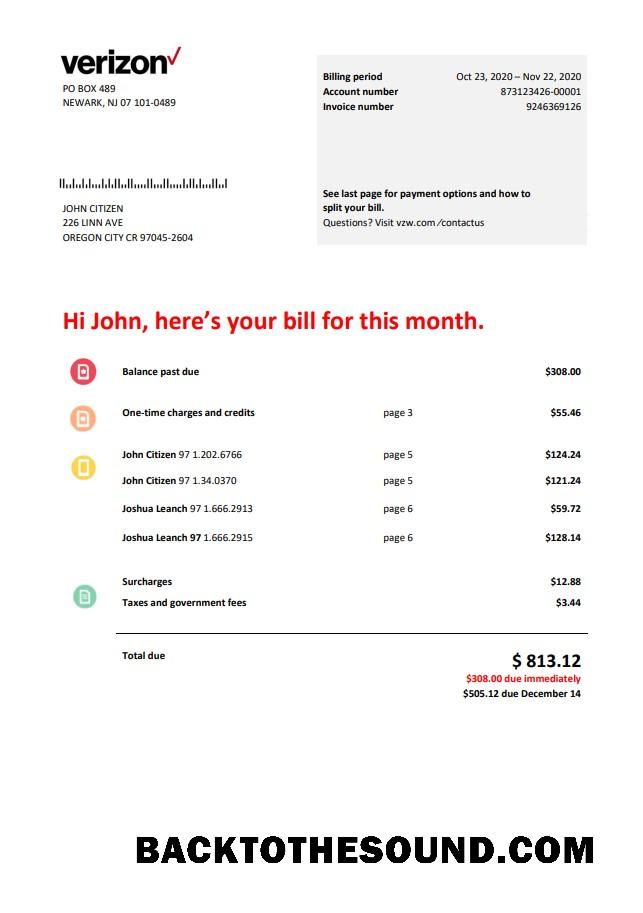 verizon
PO BOX 489
NEWARK, NJ 07 101-0489
Billing period Oct 23, 2020 – Nov 22, 2020
Account number 873123426-00001
Invoice number 9246369126
See last page for payment options and how to
split your bill.
Questions? Visit vzw.com/contactus
JOHN CITIZEN
226 LINN AVE
OREGON CITY CR 97045-2604
Hi John, here’s your bill for this month.
Balance past due $308.00
One-time charges and credits page 3 $55.46
John Citizen 97 1.202.6766 page 5 $124.24
John Citizen 97 1.34.0370 page 5 $121.24
Joshua Leanch 97 1.666.2913 page 6 $59.72
Joshua Leanch 97 1.666.2915 page 6 $128.14
Surcharges $12.88
Taxes and government fees $3.44
Total due $ 813.12
$308.00 due immediately
$505.12 due December 14
BACKTOTHESOUND.COM